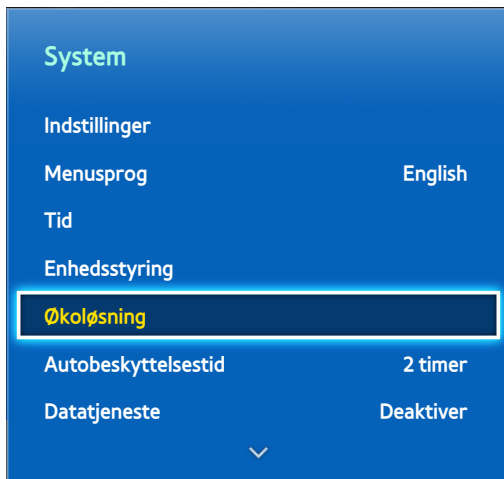 System
Indstillinger
Menusprog English
Tid
Enhedsstyring
Økoløsning
Autobeskyttelsestid 2 timer
Datatjeneste Deaktiver